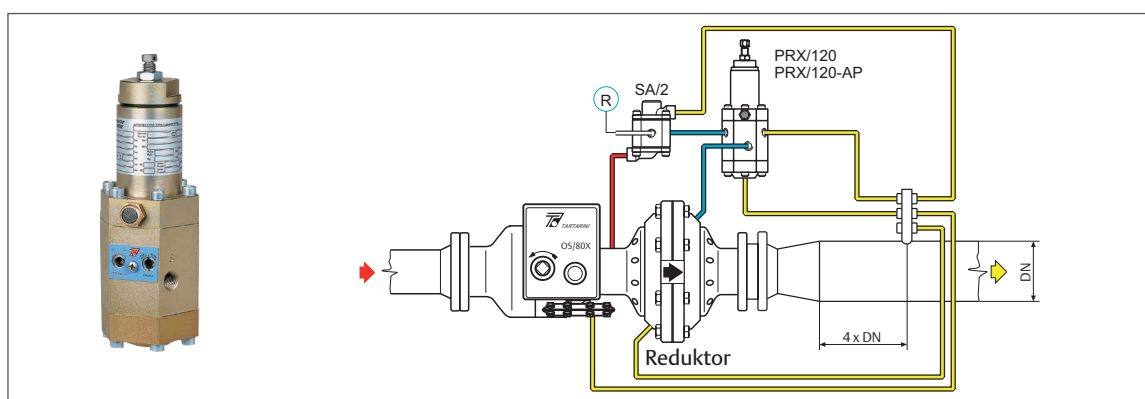 PRX/120
PRX/120-AP
SA/2
R
TARTARINI
OS/80X
DN
4 x DN
Reduktor